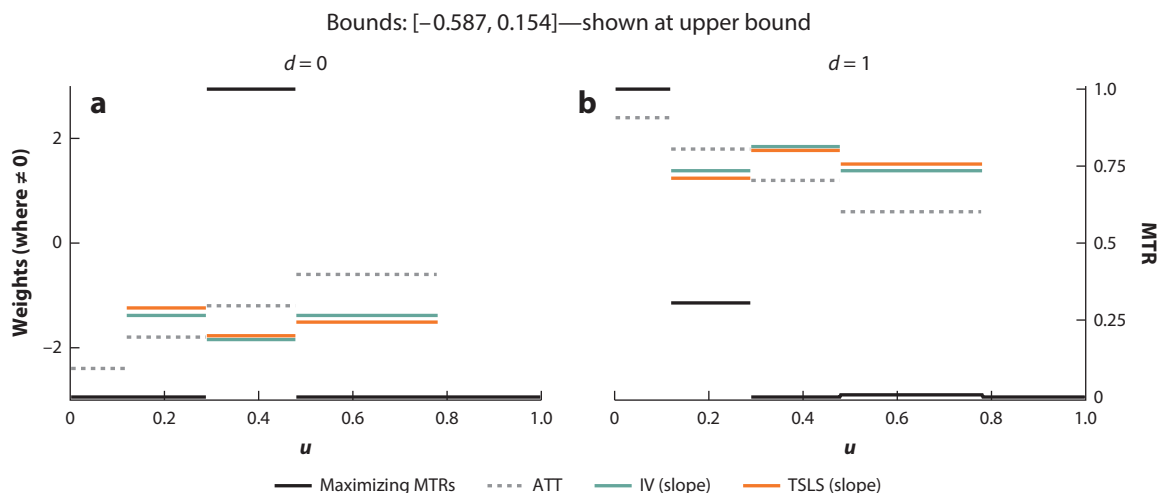 Bounds: [–0.587, 0.154]—shown at upper bound
d = 0
d = 1
a
b
Weights (where ≠ 0)
2
0
–2
0
0.2
0.4
0.6
0.8
1.0
u
0
0.2
0.4
0.6
0.8
1.0
u
1.0
0.75
0.5
0.25
0
MTR
Maximizing MTRs
ATT
IV (slope)
TSLS (slope)